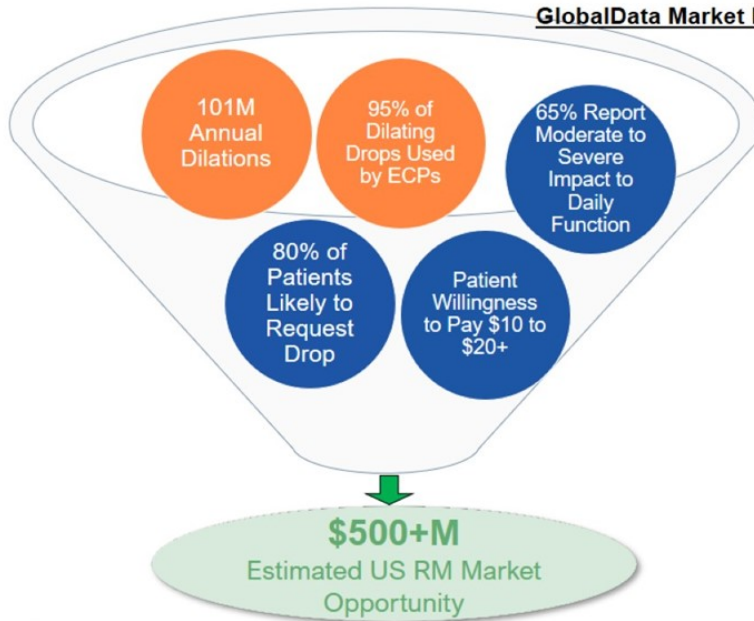 GlobalData Market
101M
Annual
Dilations
95% of
Dilating
Drops Used
by ECPs
65% Report
Moderate to
Severe
Impact to
Daily
Function
80% of
Patients
Likely to
Request
Drop
Patient
Willingness
to Pay $10 to
$20+
$500+M
Estimated US RM Market
Opportunity